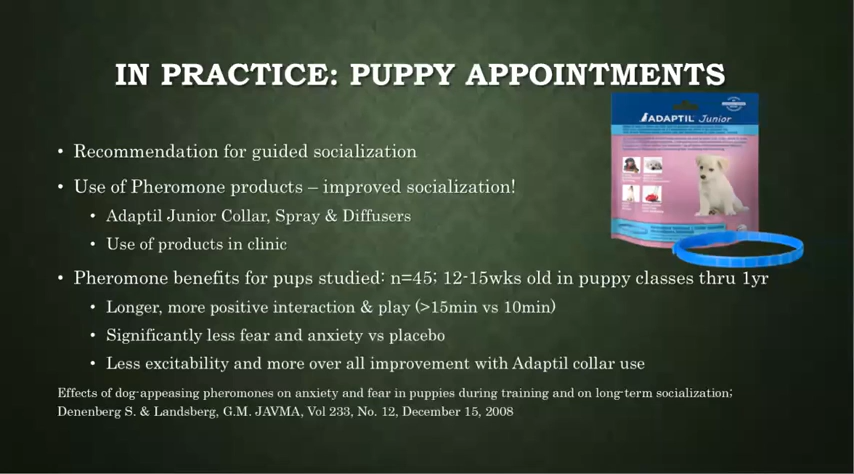 IN PRACTICE: PUPPY APPOINTMENTS
ADAPTIL Junior
• Recommendation for guided socialization
• Use of Pheromone products – improved socialization!
• Adaptil Junior Collar, Spray & Diffusers
• Use of products in clinic
• Pheromone benefits for pups studied: n=45; 12-15wks old in puppy classes thru 1yr
• Longer, more positive interaction & play (>15min vs 10min)
• Significantly less fear and anxiety vs placebo
• Less excitability and more over all improvement with Adaptil collar use
Effects of dog-appeasing pheromones on anxiety and fear in puppies during training and on long-term socialization;
Denenberg S. & Landsberg, G.M. JAVMA, Vol 233, No. 12, December 15, 2008